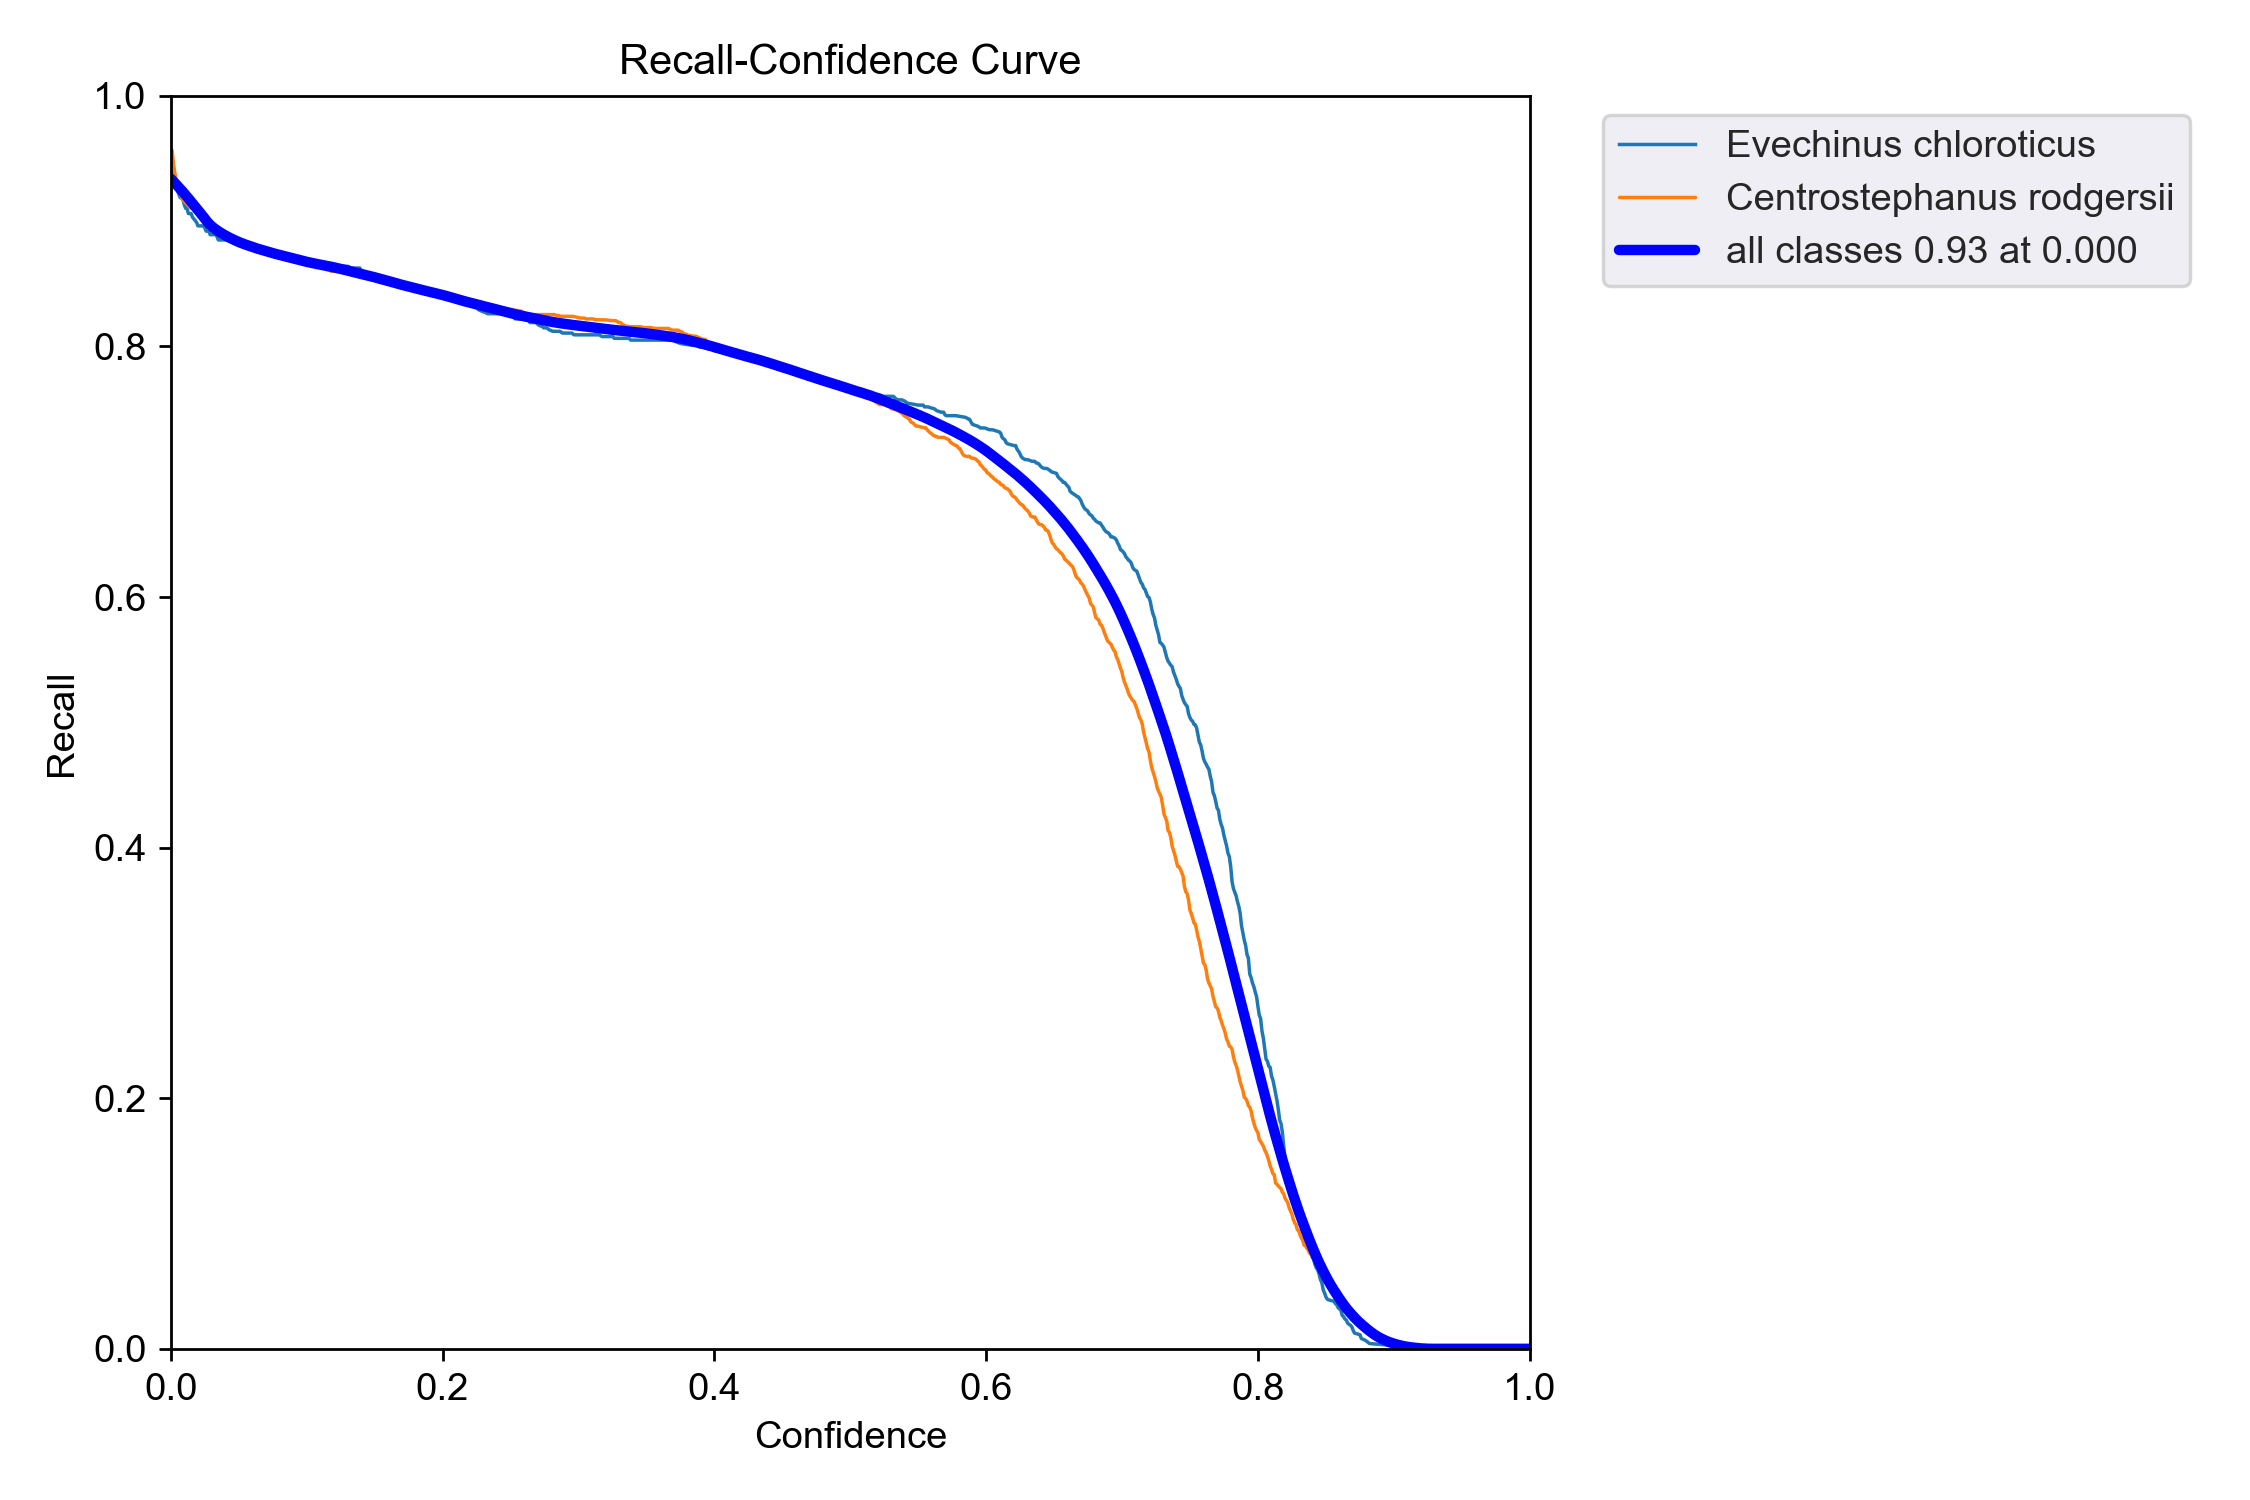 Recall-Confidence Curve
1.0
0.8
0.6
0.4
0.2
0.0
Recall
0.0 0.2 0.4 0.6 0.8 1.0
Confidence
Evechinus chloroticus
Centrostephanus rodgersii
all classes 0.93 at 0.000